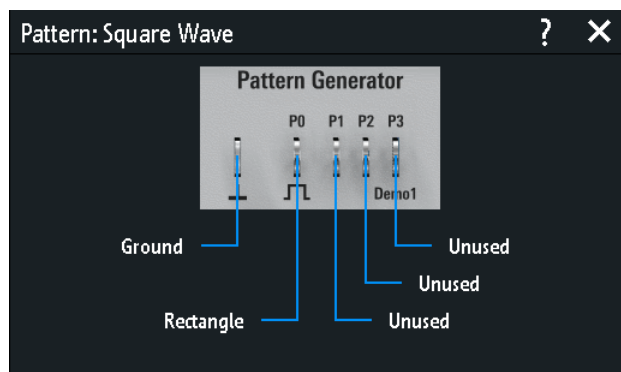 Pattern: Square Wave ? ✕
Pattern Generator
P0 P1 P2 P3
Demo1
Ground
Unused
Unused
Rectangle
Unused